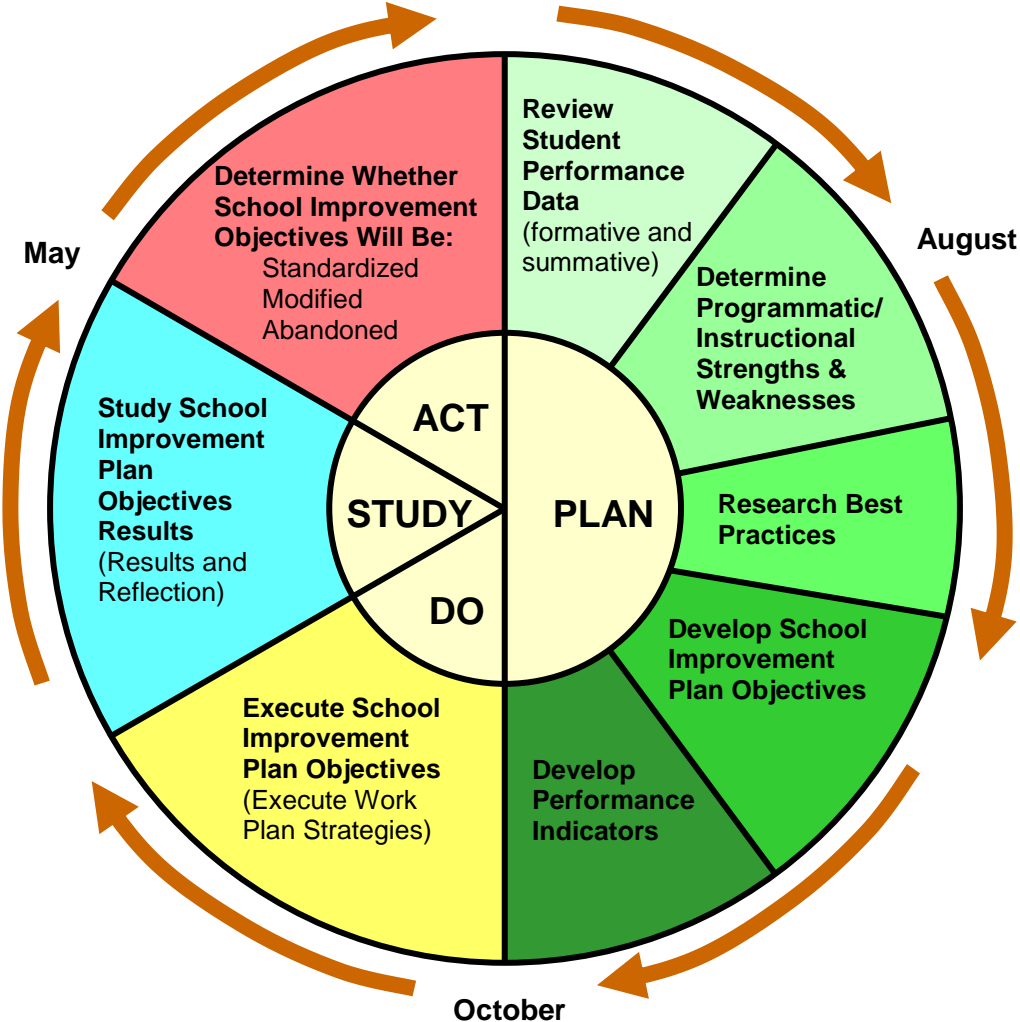 Review
Student
Performance
Data
(formative and
summative)
August
Determine
Programmatic/
Instructional
Strengths &
Weaknesses
Research Best
Practices
Develop School
Improvement
Plan Objectives
Develop
Performance
Indicators
October
Execute School
Improvement
Plan Objectives
(Execute Work
Plan Strategies)
Study School
Improvement
Plan
Objectives
Results
(Results and
Reflection)
May
Determine Whether
School Improvement
Objectives Will Be:
Standardized
Modified
Abandoned
PLAN
DO
STUDY
ACT